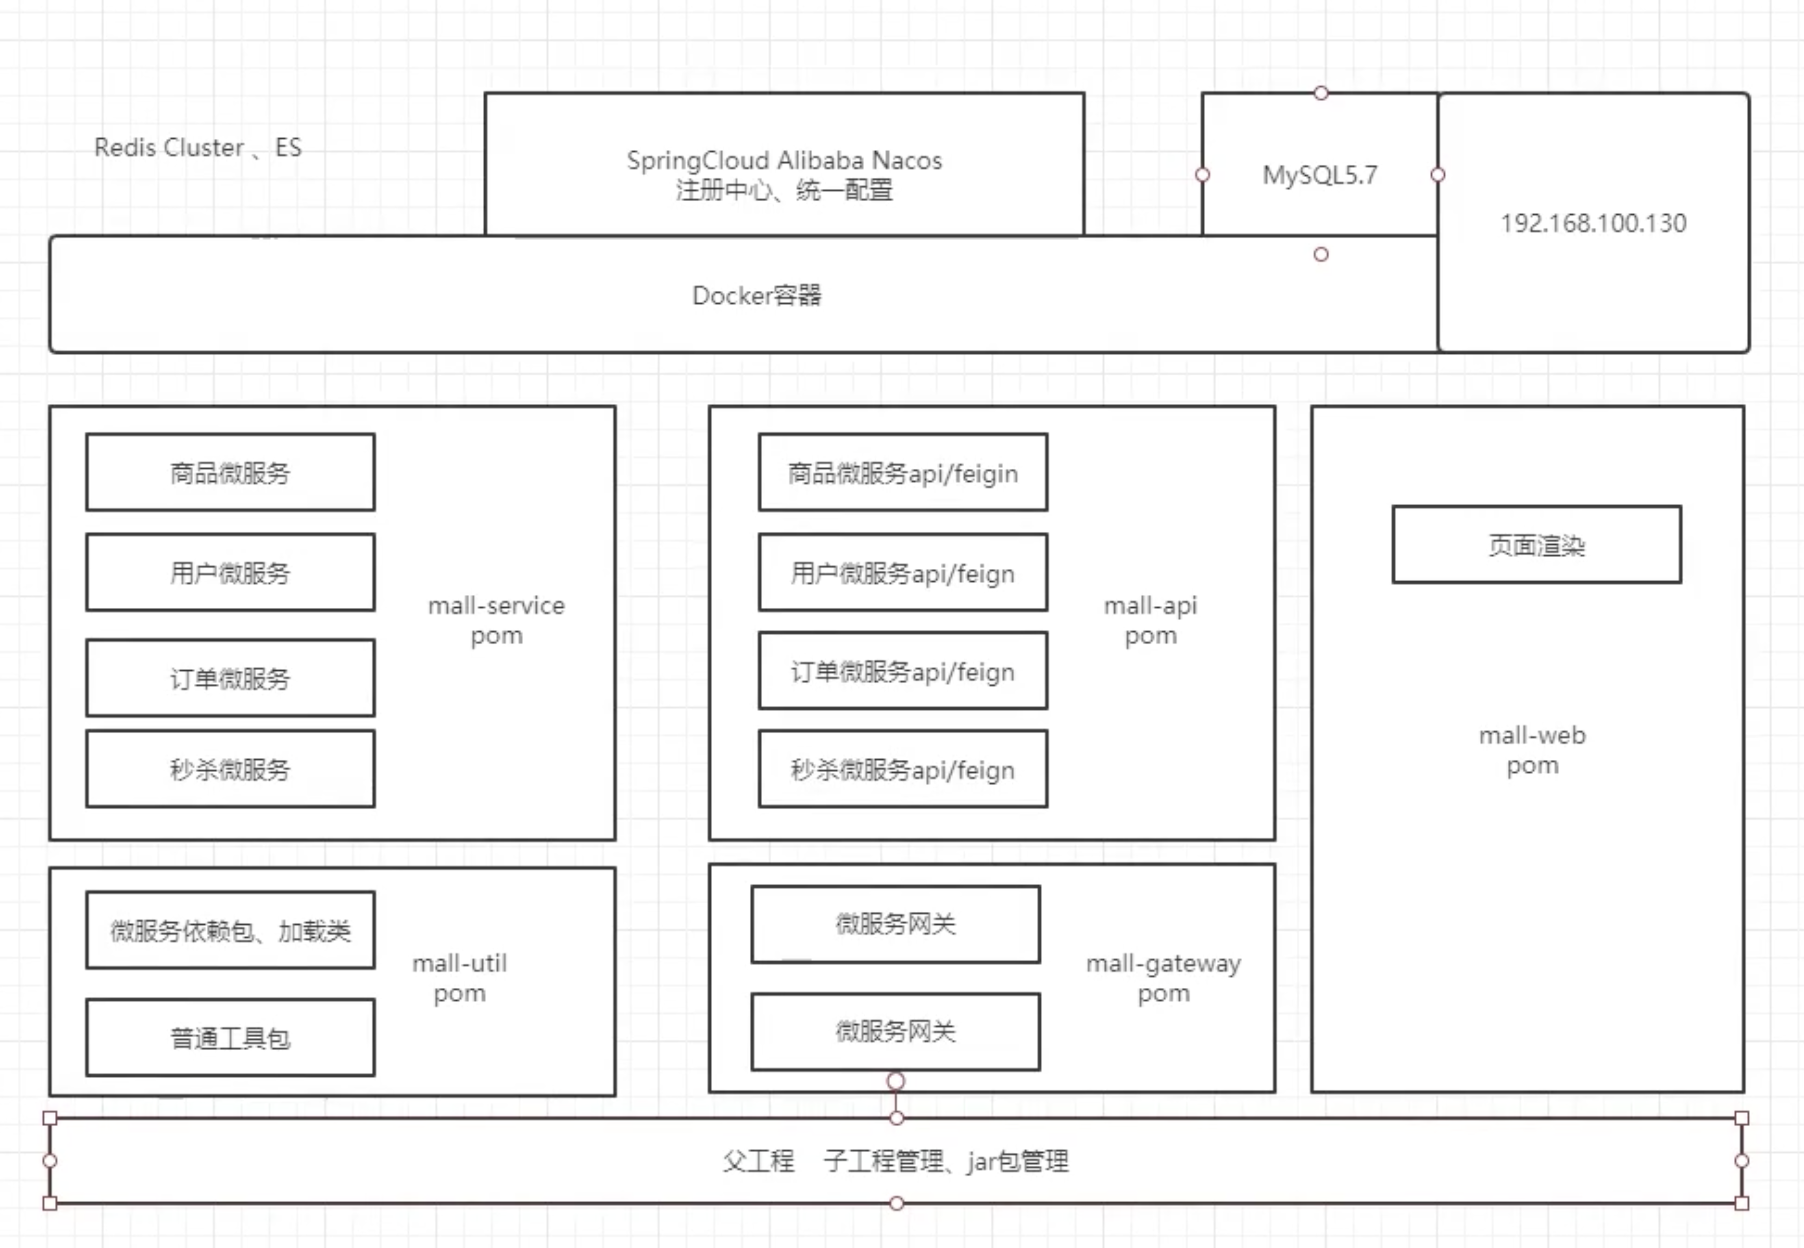 Redis Cluster 、ES
SpringCloud Alibaba Nacos
注册中心、统一配置
MySQL5.7
192.168.100.130
Docker容器
商品微服务
用户微服务
订单微服务
秒杀微服务
mall-service
pom
商品微服务api/feigin
用户微服务api/feign
订单微服务api/feign
秒杀微服务api/feign
mall-api
pom
页面渲染
mall-web
pom
微服务依赖包、加载类
普通工具包
mall-util
pom
微服务网关
微服务网关
mall-gateway
pom
父工程 子工程管理、jar包管理